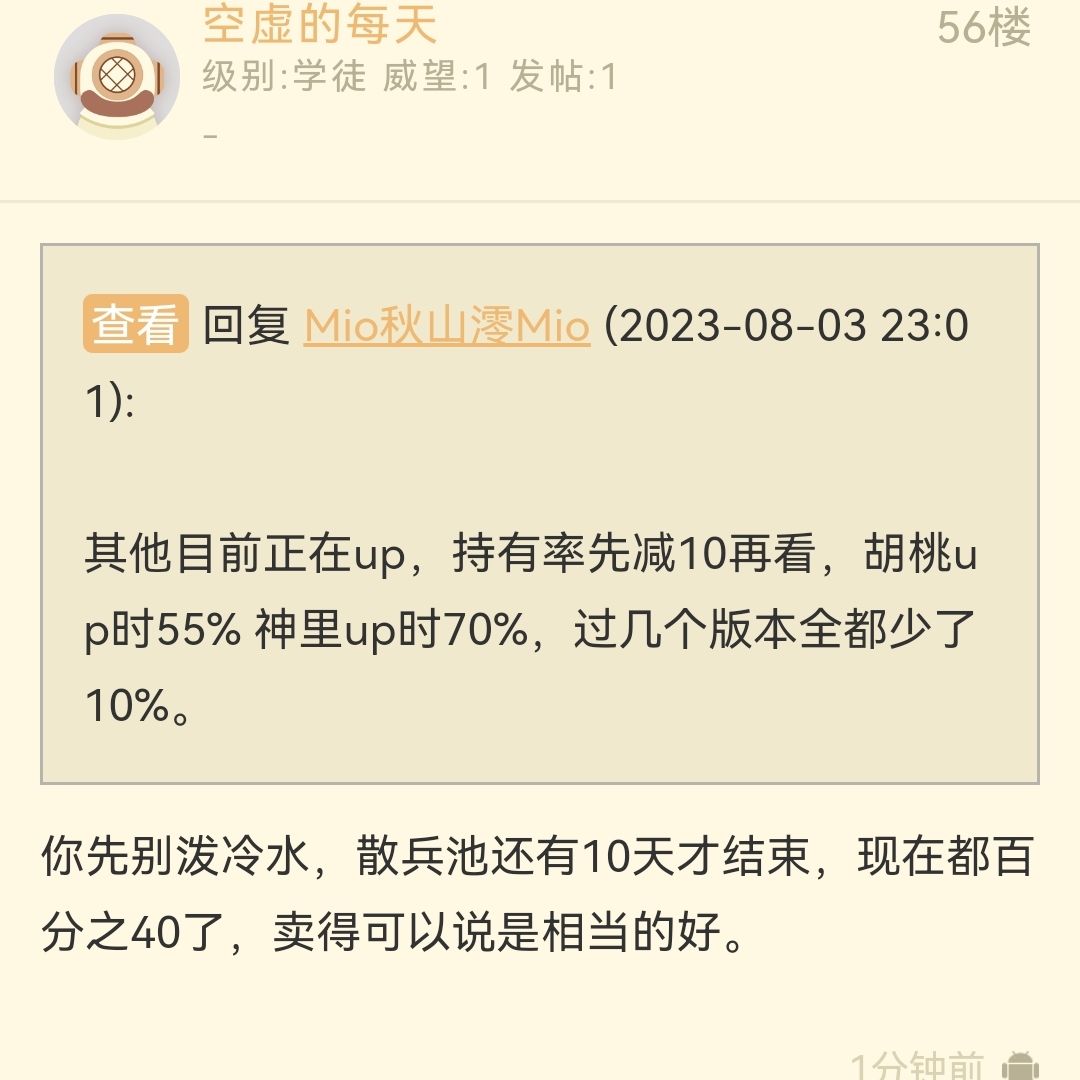 空虚的每天
56楼
级别:学徒 威望:1 发帖:1
-
查看 回复 Mio秋山澪Mio (2023-08-03 23:0
1):
其他目前正在up，持有率先减10再看，胡桃u
p时55% 神里up时70%，过几个版本全都少了
10%。
你先别泼冷水，散兵池还有10天才结束，现在都百
分之40了，卖得可以说是相当的好。
1分钟前